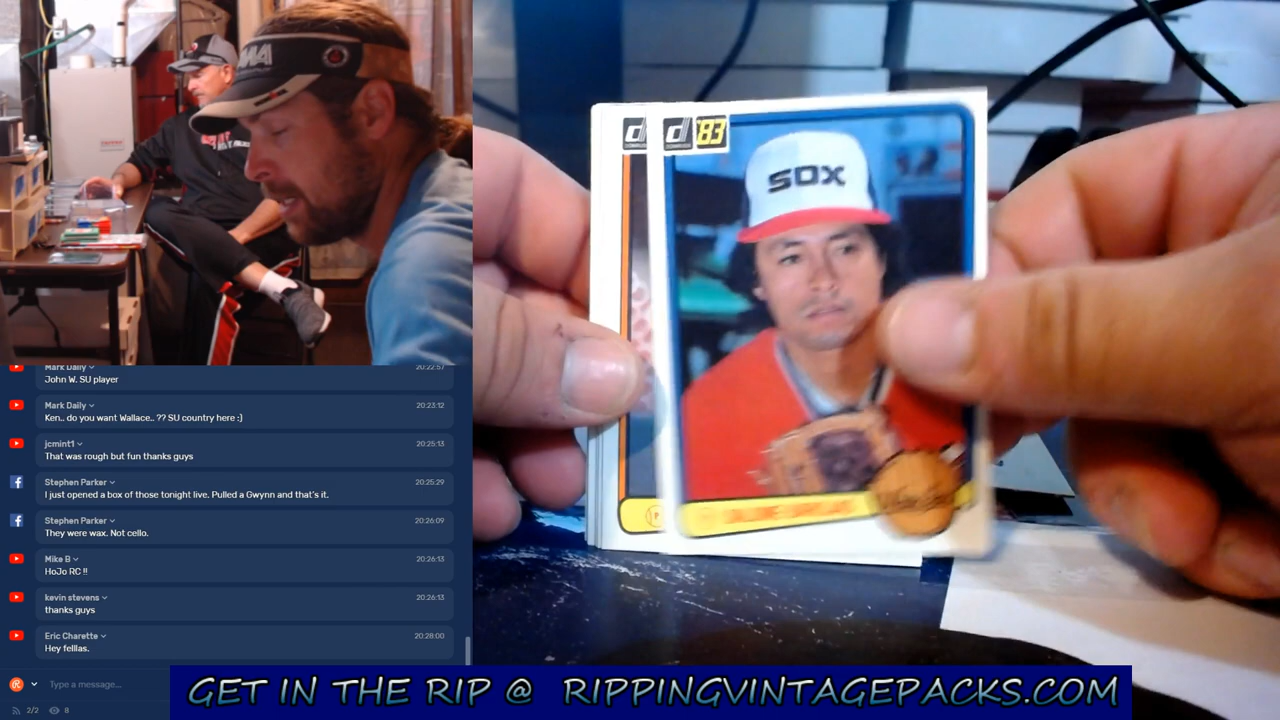 Mark Daily 20:22:57
John W. SU player
Mark Daily 20:23:12
Ken.. do you want Wallace.. ?? SU country here :)
jcmint1 20:25:13
That was rough but fun thanks guys
Stephen Parker 20:25:29
I just opened a box of those tonight live. Pulled a Gwynn and that's it.
Stephen Parker 20:26:09
They were wax. Not cello.
Mike B 20:26:13
HoJo RC !!
kevin stevens 20:26:13
thanks guys
Eric Charette 20:28:00
Hey felllas.
Type a message...
2/2 8
d
d '83
SOX
GET IN THE RIP @ RIPPINGVINTAGEPACKS.COM